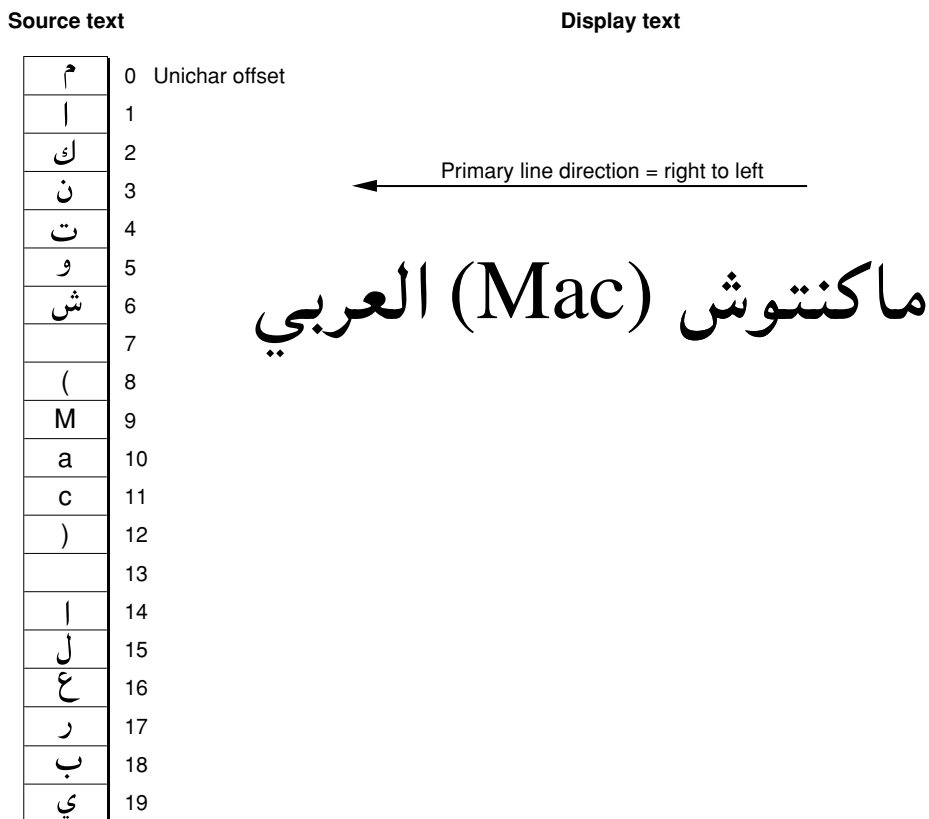 Source text
Display text
م 0 Unichar offset
ا 1
ك 2
Primary line direction = right to left
ن 3
ت 4
و 5
ش 6
ماكنتوش (Mac) العربي
7
( 8
M 9
a 10
c 11
) 12
13
ا 14
ل 15
ع 16
ر 17
ب 18
ي 19